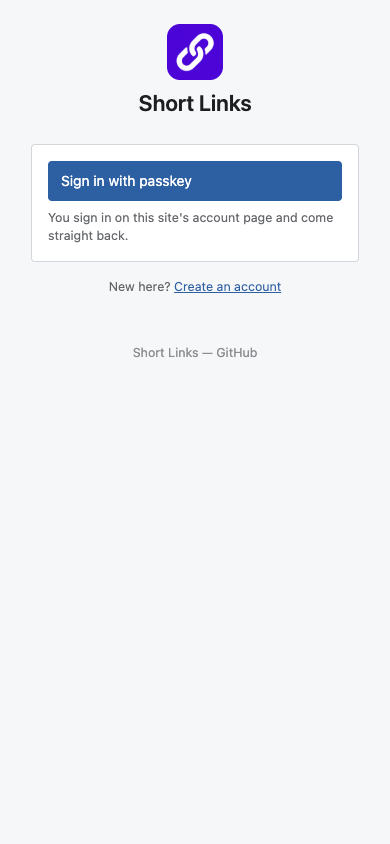 Short Links
Sign in with passkey
You sign in on this site's account page and come
straight back.
New here? Create an account
Short Links — GitHub